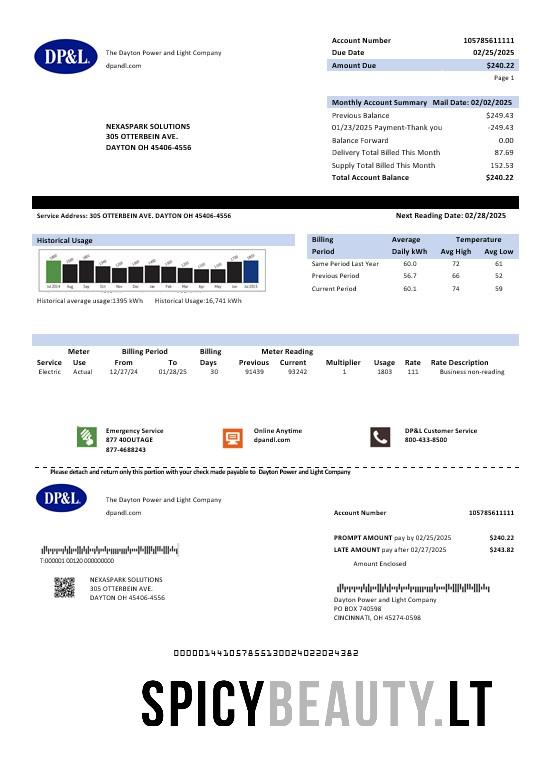 DP&L.
The Dayton Power and Light Company
dpandl.com
Account Number 105785611111
Due Date 02/25/2025
Amount Due $240.22
Page 1
Monthly Account Summary Mail Date: 02/02/2025
Previous Balance $249.43
01/23/2025 Payment-Thank you -249.43
Balance Forward 0.00
Delivery Total Billed This Month 87.69
Supply Total Billed This Month 152.53
Total Account Balance $240.22
NEXASPARK SOLUTIONS
305 OTTERBEIN AVE.
DAYTON OH 45406-4556
Service Address: 305 OTTERBEIN AVE. DAYTON OH 45406-4556
Next Reading Date: 02/28/2025
Historical Usage
Jul 2014 Aug Sep Oct Nov Dec Jan Feb Mar Apr May Jun Jul 2015
Historical average usage:1395 kWh Historical Usage:16,741 kWh
Billing Average Temperature
Period Daily kWh Avg High Avg Low
Same Period Last Year 60.0 72 61
Previous Period 56.7 66 52
Current Period 60.1 74 59
Meter Billing Period Billing Meter Reading
Service Use From To Days Previous Current Multiplier Usage Rate Rate Description
Electric Actual 12/27/24 01/28/25 30 91439 93242 1 1803 111 Business non-reading
Emergency Service
877 40OUTAGE
877-4688243
Online Anytime
dpandl.com
DP&L Customer Service
800-433-8500
Please detach and return only this portion with your check made payable to Dayton Power and Light Company
DP&L.
The Dayton Power and Light Company
dpandl.com
Account Number 105785611111
PROMPT AMOUNT pay by 02/25/2025 $240.22
LATE AMOUNT pay after 02/27/2025 $243.82
Amount Enclosed
T:000001 00120 000000000
NEXASPARK SOLUTIONS
305 OTTERBEIN AVE.
DAYTON OH 45406-4556
Dayton Power and Light Company
PO BOX 740598
CINCINNATI, OH 45274-0598
000001441057855130024022024382
SPICYBEAUTY.LT